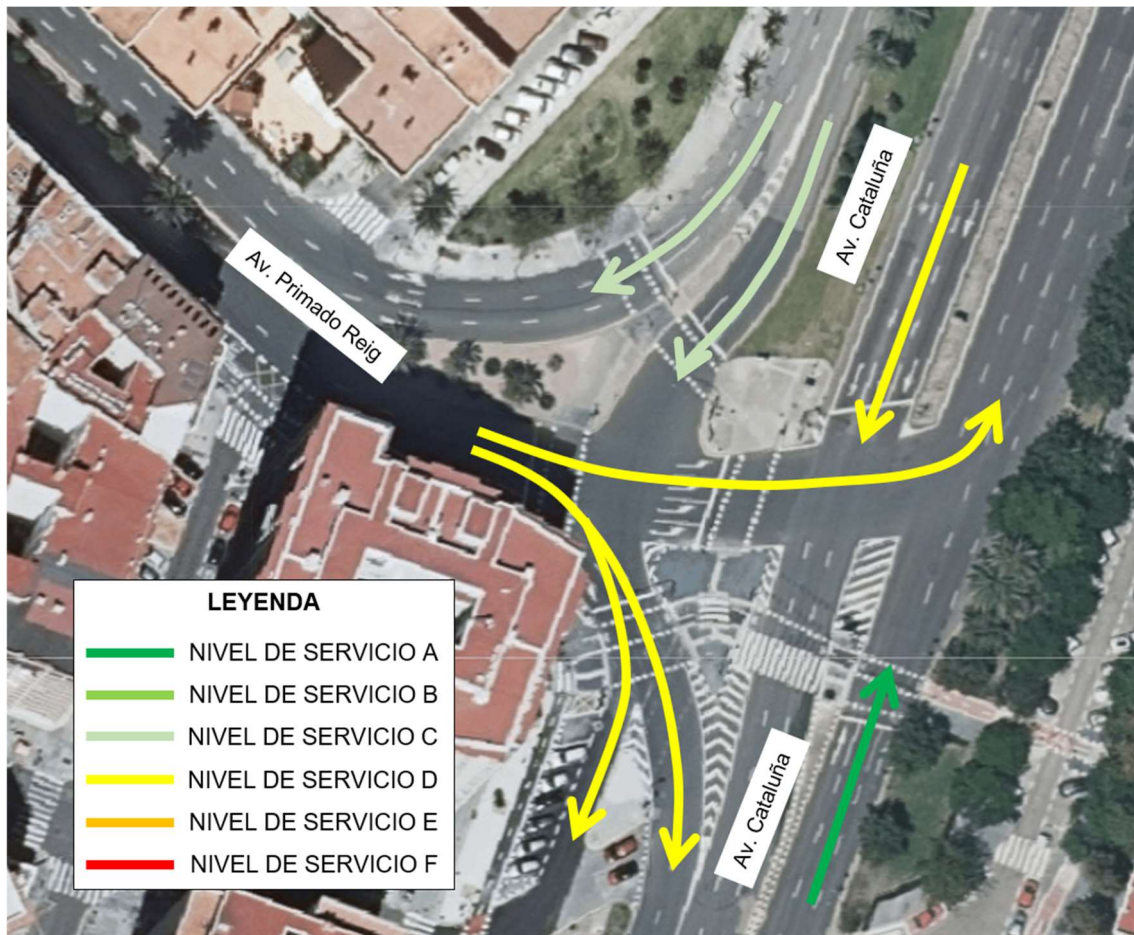 Av. Cataluña
Av. Primado Reig
LEYENDA
NIVEL DE SERVICIO A
NIVEL DE SERVICIO B
NIVEL DE SERVICIO C
NIVEL DE SERVICIO D
NIVEL DE SERVICIO E
NIVEL DE SERVICIO F
Av. Cataluña